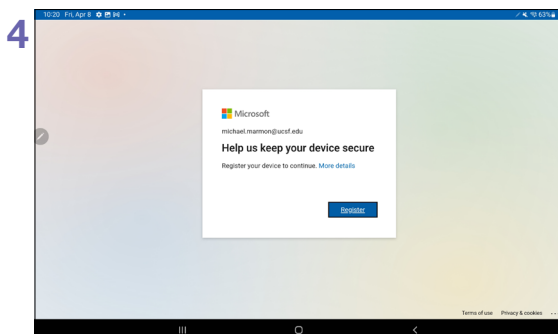 4
10:20 Fri, Apr 8
63%
Microsoft
michael.marmon@ucsf.edu
Help us keep your device secure
Register your device to continue. More details
Register
Terms of use Privacy & cookies